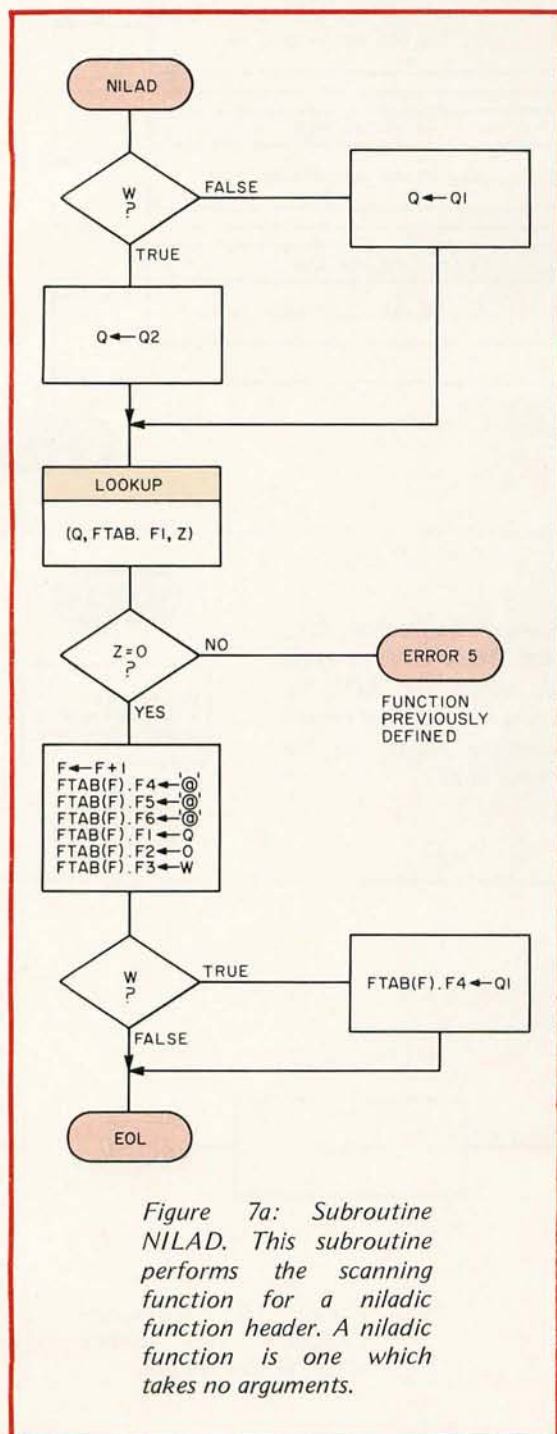 NILAD
W
?
FALSE
Q←Q1
TRUE
Q←Q2
LOOKUP
(Q, FTAB. F1, Z)
Z=0
?
NO
ERROR 5
FUNCTION
PREVIOUSLY
DEFINED
YES
F←F+1
FTAB(F).F4←'@'
FTAB(F).F5←'@'
FTAB(F).F6←'@'
FTAB(F).F1←Q
FTAB(F).F2←0
FTAB(F).F3←W
W
?
TRUE
FTAB(F).F4←Q1
FALSE
EOL
Figure 7a: Subroutine
NILAD. This subroutine
performs the scanning
function for a niladic
function header. A niladic
function is one which
takes no arguments.